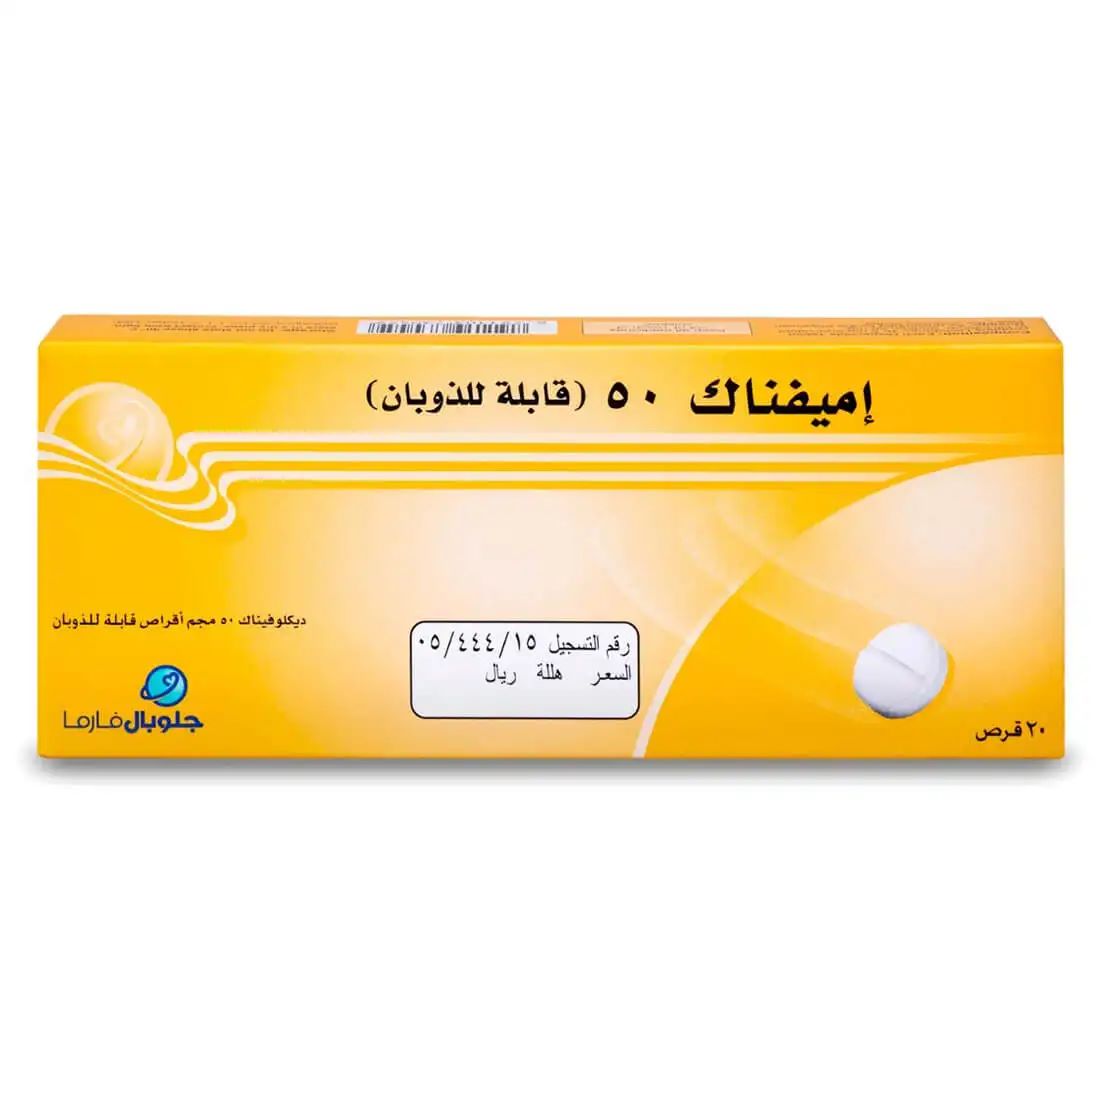 إميفناك ٥٠ (قابلة للذوبان)
ديكلوفيناك ٥٠ مجم أقراص قابلة للذوبان
رقم التسجيل ٠٥/٤٤٤/١٥
السعر هللة ريال
جلوبال فارما
٢٠ قرص